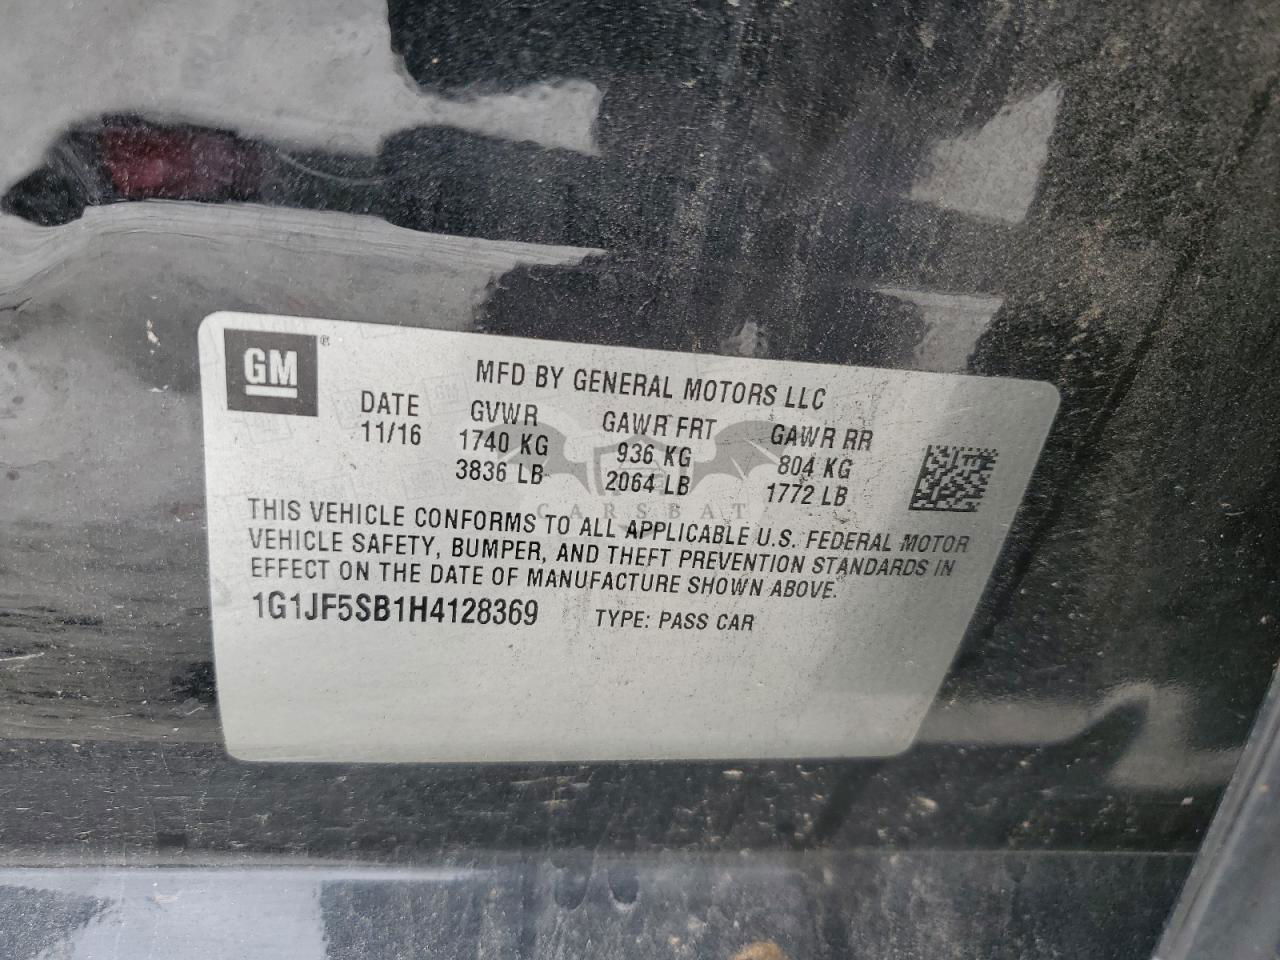 GM®
MFD BY GENERAL MOTORS LLC
DATE GVWR GAWR FRT GAWR RR
11/16 1740 KG 936 KG 804 KG
3836 LB 2064 LB 1772 LB
CARSBAT
THIS VEHICLE CONFORMS TO ALL APPLICABLE U.S. FEDERAL MOTOR
VEHICLE SAFETY, BUMPER, AND THEFT PREVENTION STANDARDS IN
EFFECT ON THE DATE OF MANUFACTURE SHOWN ABOVE.
1G1JF5SB1H4128369 TYPE: PASS CAR